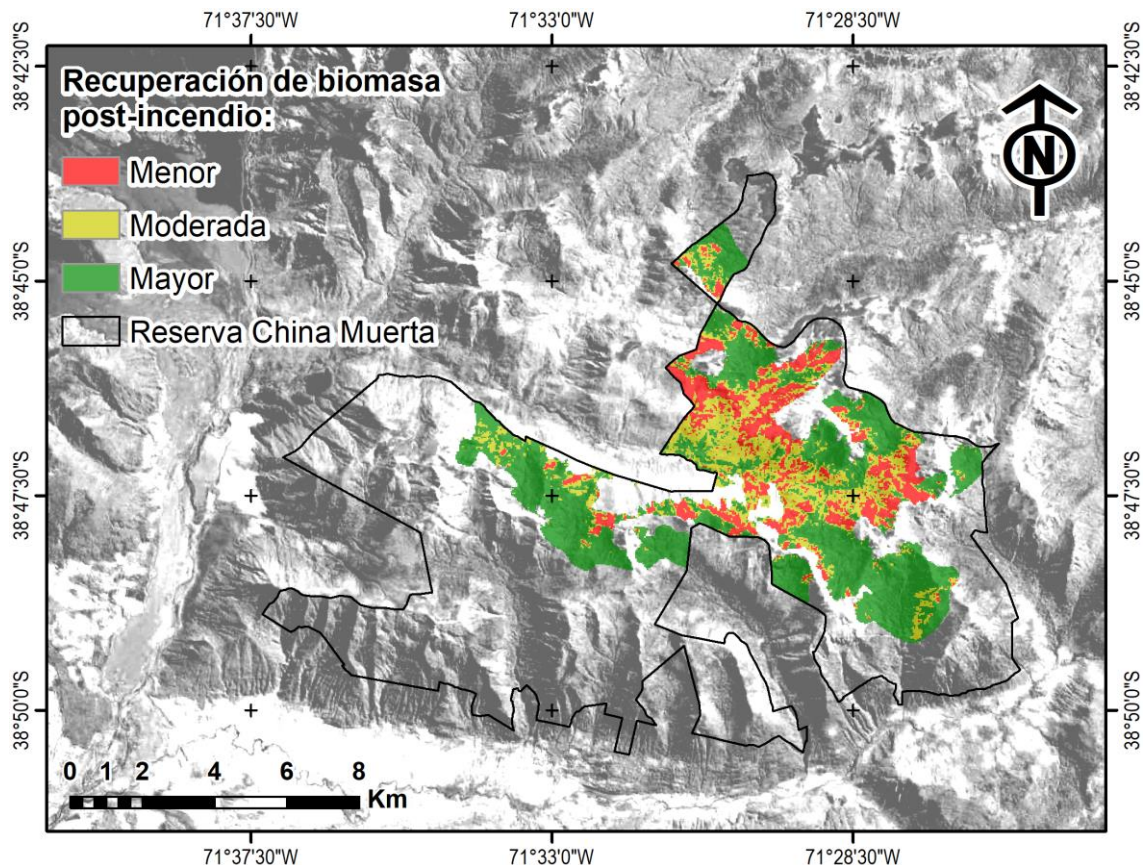 71°37'30"W 71°33'0"W 71°28'30"W
38°42'30"S 38°42'30"S
Recuperación de biomasa
post-incendio:
Menor
Moderada
Mayor
Reserva China Muerta
N
38°45'0"S 38°45'0"S
38°47'30"S 38°47'30"S
38°50'0"S 38°50'0"S
0 1 2 4 6 8
Km
71°37'30"W 71°33'0"W 71°28'30"W